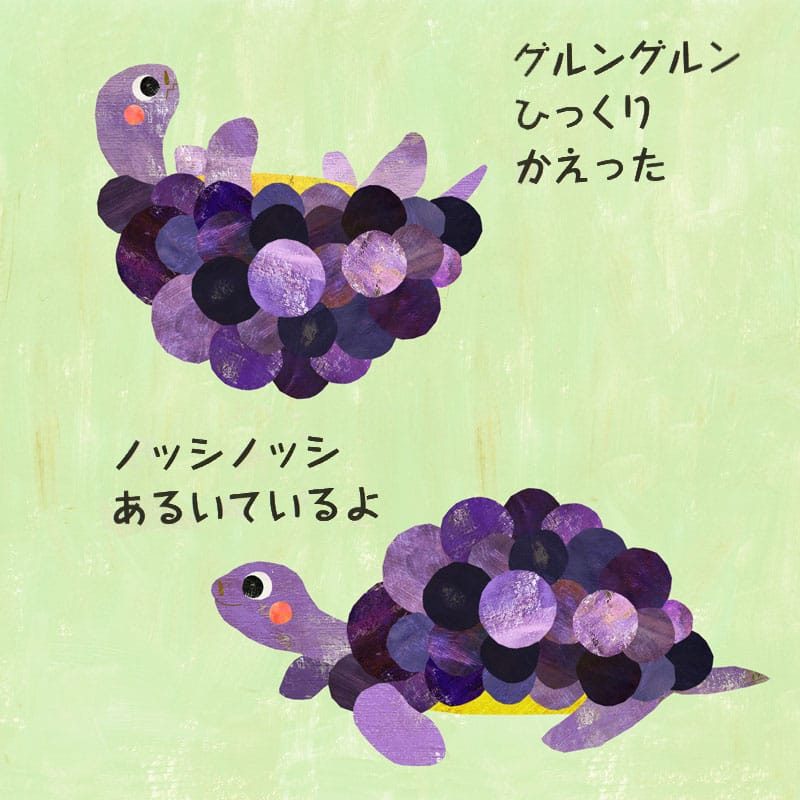 グルングルン
ひっくり
かえった
ノッシノッシ
あるいているよ